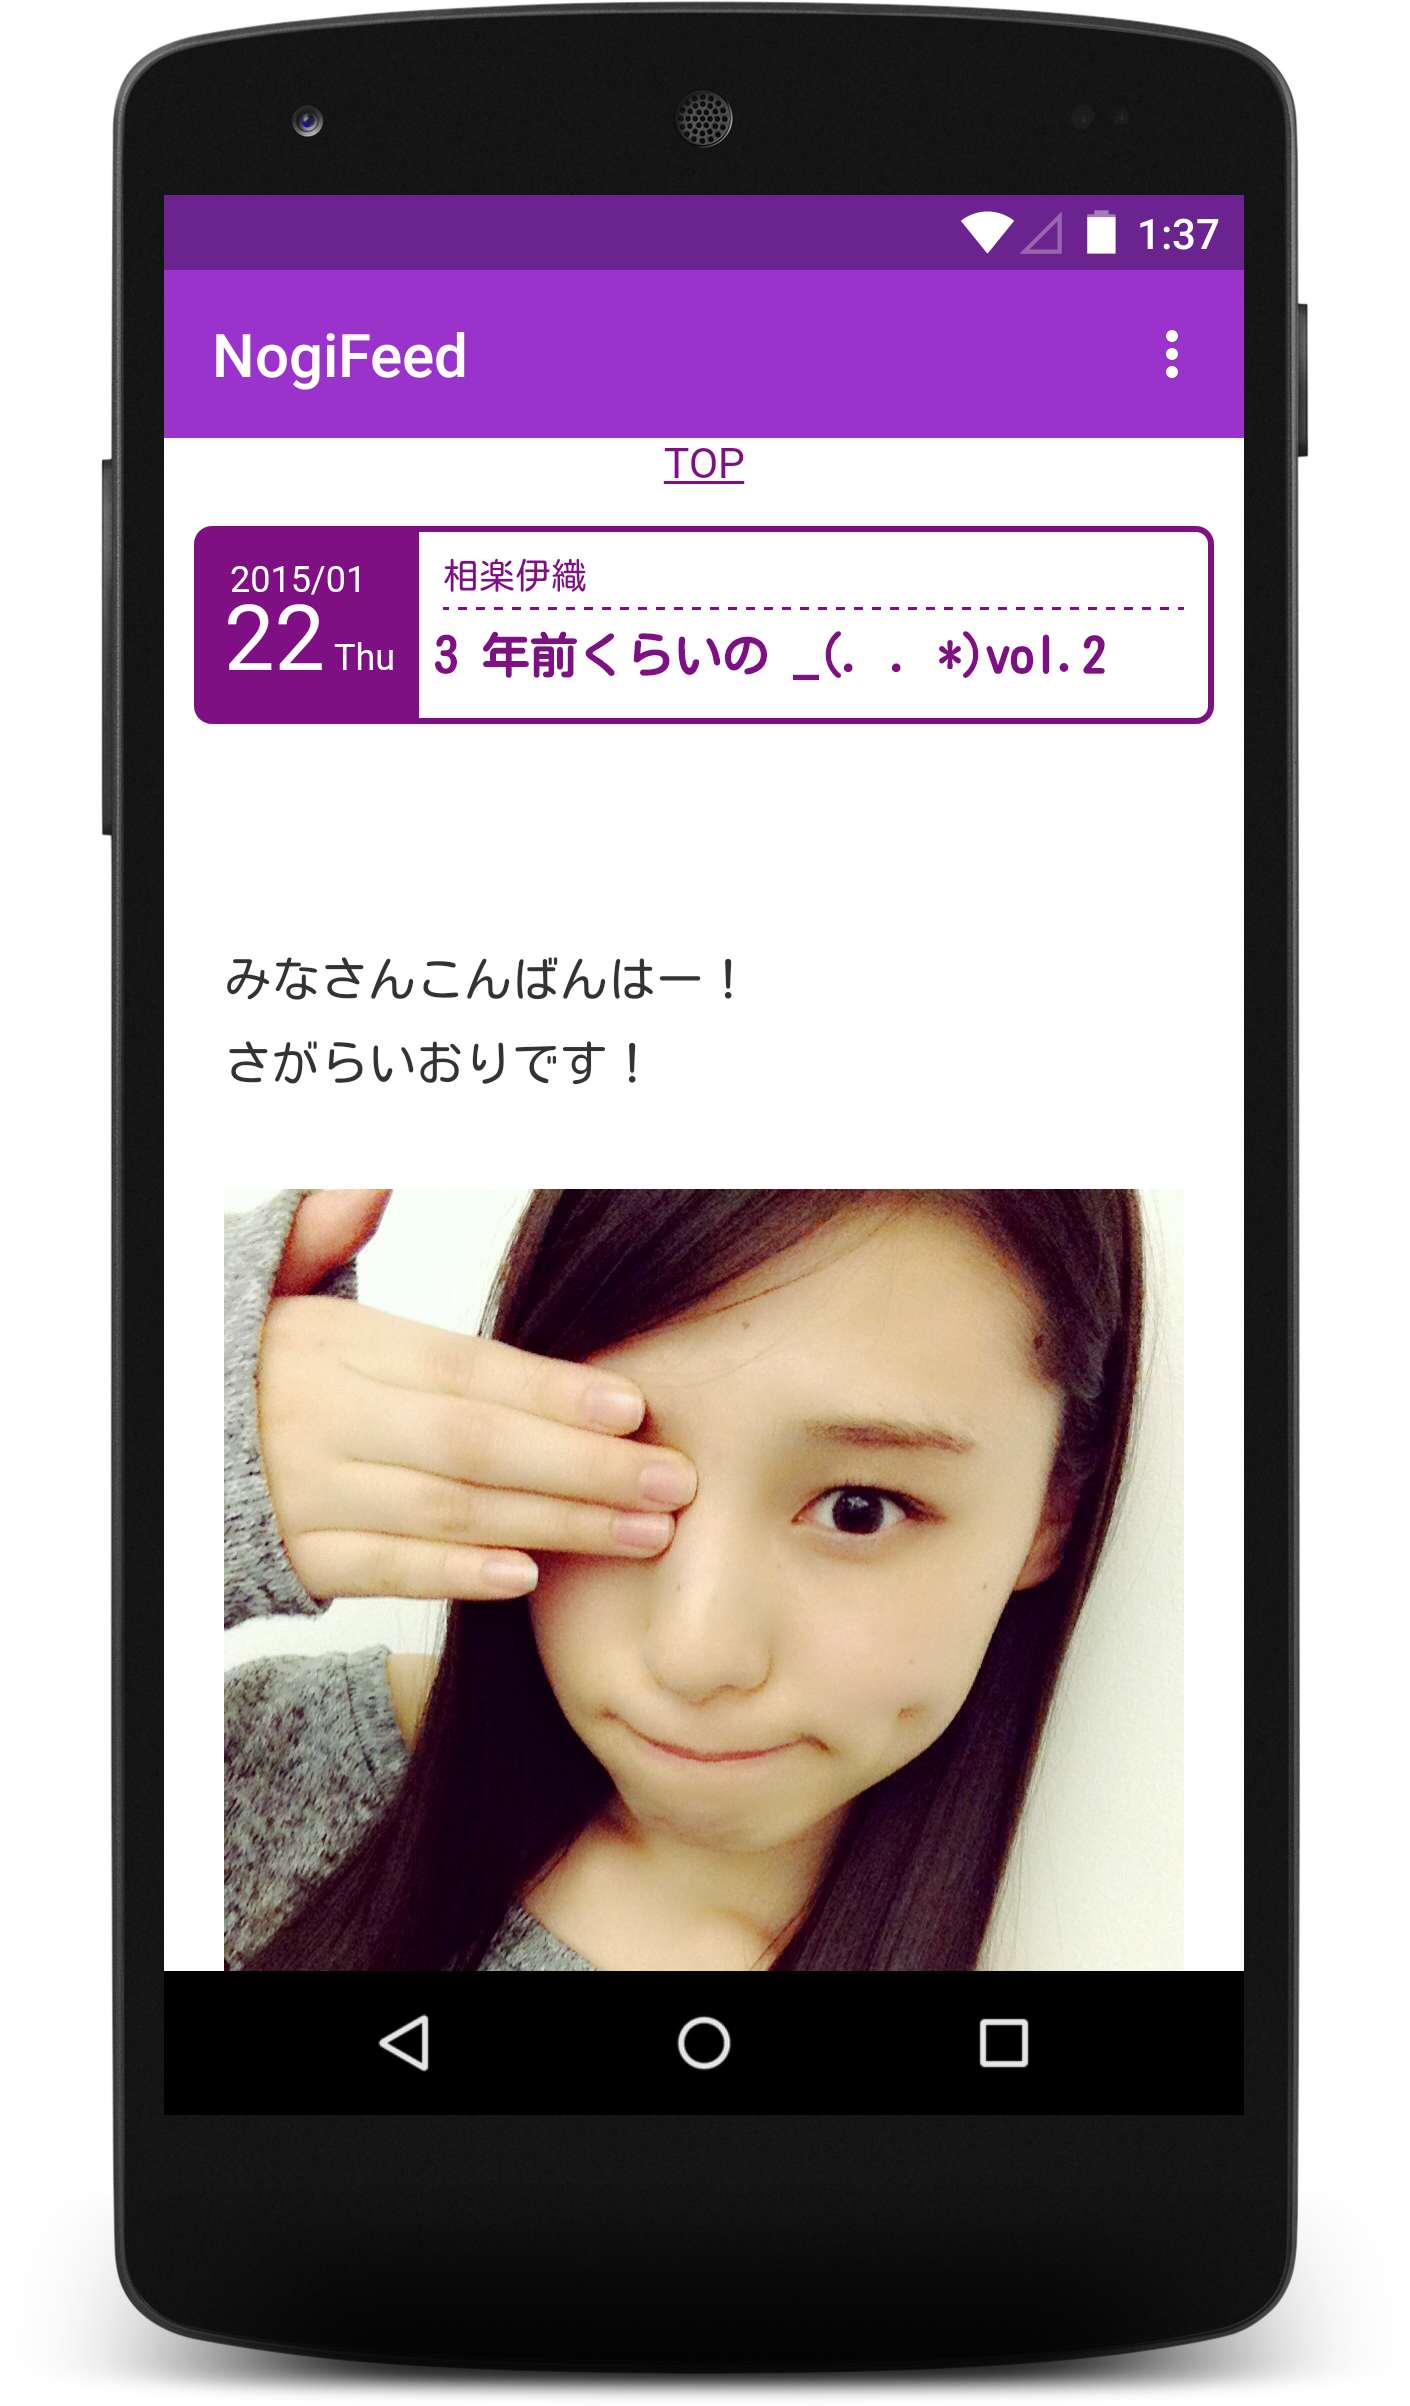 1:37
NogiFeed
TOP
2015/01
22 Thu
相楽伊織
3 年前くらいの _(. . *)vol.2
みなさんこんばんはー！
さがらいおりです！